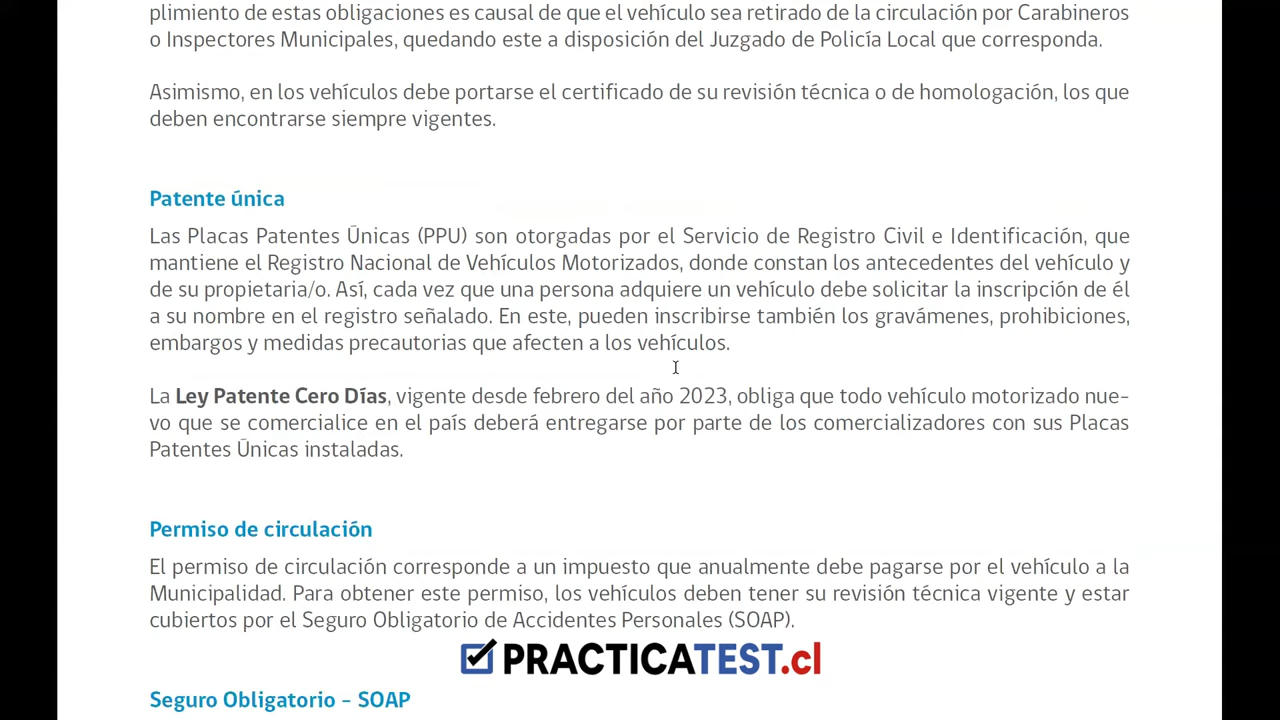 plimiento de estas obligaciones es causal de que el vehículo sea retirado de la circulación por Carabineros
o Inspectores Municipales, quedando este a disposición del Juzgado de Policía Local que corresponda.
Asimismo, en los vehículos debe portarse el certificado de su revisión técnica o de homologación, los que
deben encontrarse siempre vigentes.
Patente única
Las Placas Patentes Únicas (PPU) son otorgadas por el Servicio de Registro Civil e Identificación, que
mantiene el Registro Nacional de Vehículos Motorizados, donde constan los antecedentes del vehículo y
de su propietaria/o. Así, cada vez que una persona adquiere un vehículo debe solicitar la inscripción de él
a su nombre en el registro señalado. En este, pueden inscribirse también los gravámenes, prohibiciones,
embargos y medidas precautorias que afecten a los vehículos.
La Ley Patente Cero Días, vigente desde febrero del año 2023, obliga que todo vehículo motorizado nue-
vo que se comercialice en el país deberá entregarse por parte de los comercializadores con sus Placas
Patentes Únicas instaladas.
Permiso de circulación
El permiso de circulación corresponde a un impuesto que anualmente debe pagarse por el vehículo a la
Municipalidad. Para obtener este permiso, los vehículos deben tener su revisión técnica vigente y estar
cubiertos por el Seguro Obligatorio de Accidentes Personales (SOAP).
PRACTICATEST.cl
Seguro Obligatorio - SOAP